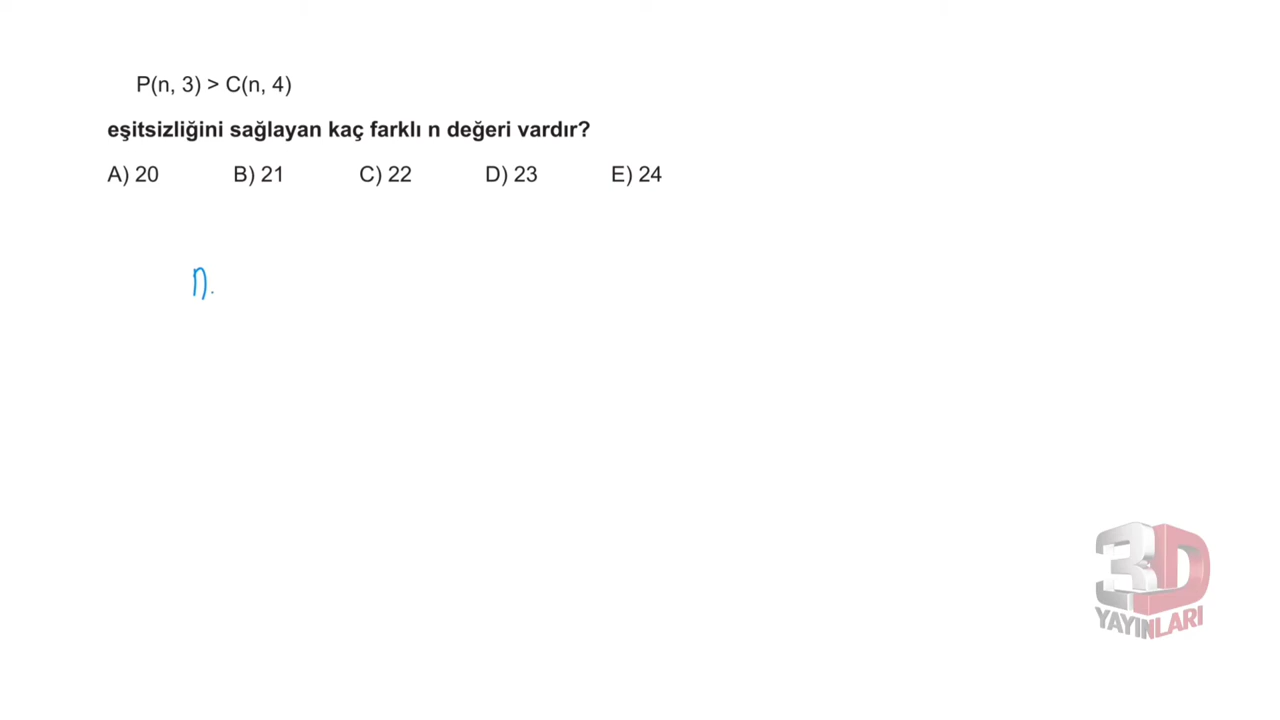 P(n, 3) > C(n, 4)
eşitsizliğini sağlayan kaç farklı n değeri vardır?
A) 20 B) 21 C) 22 D) 23 E) 24
n.
3D
YAYINLARI